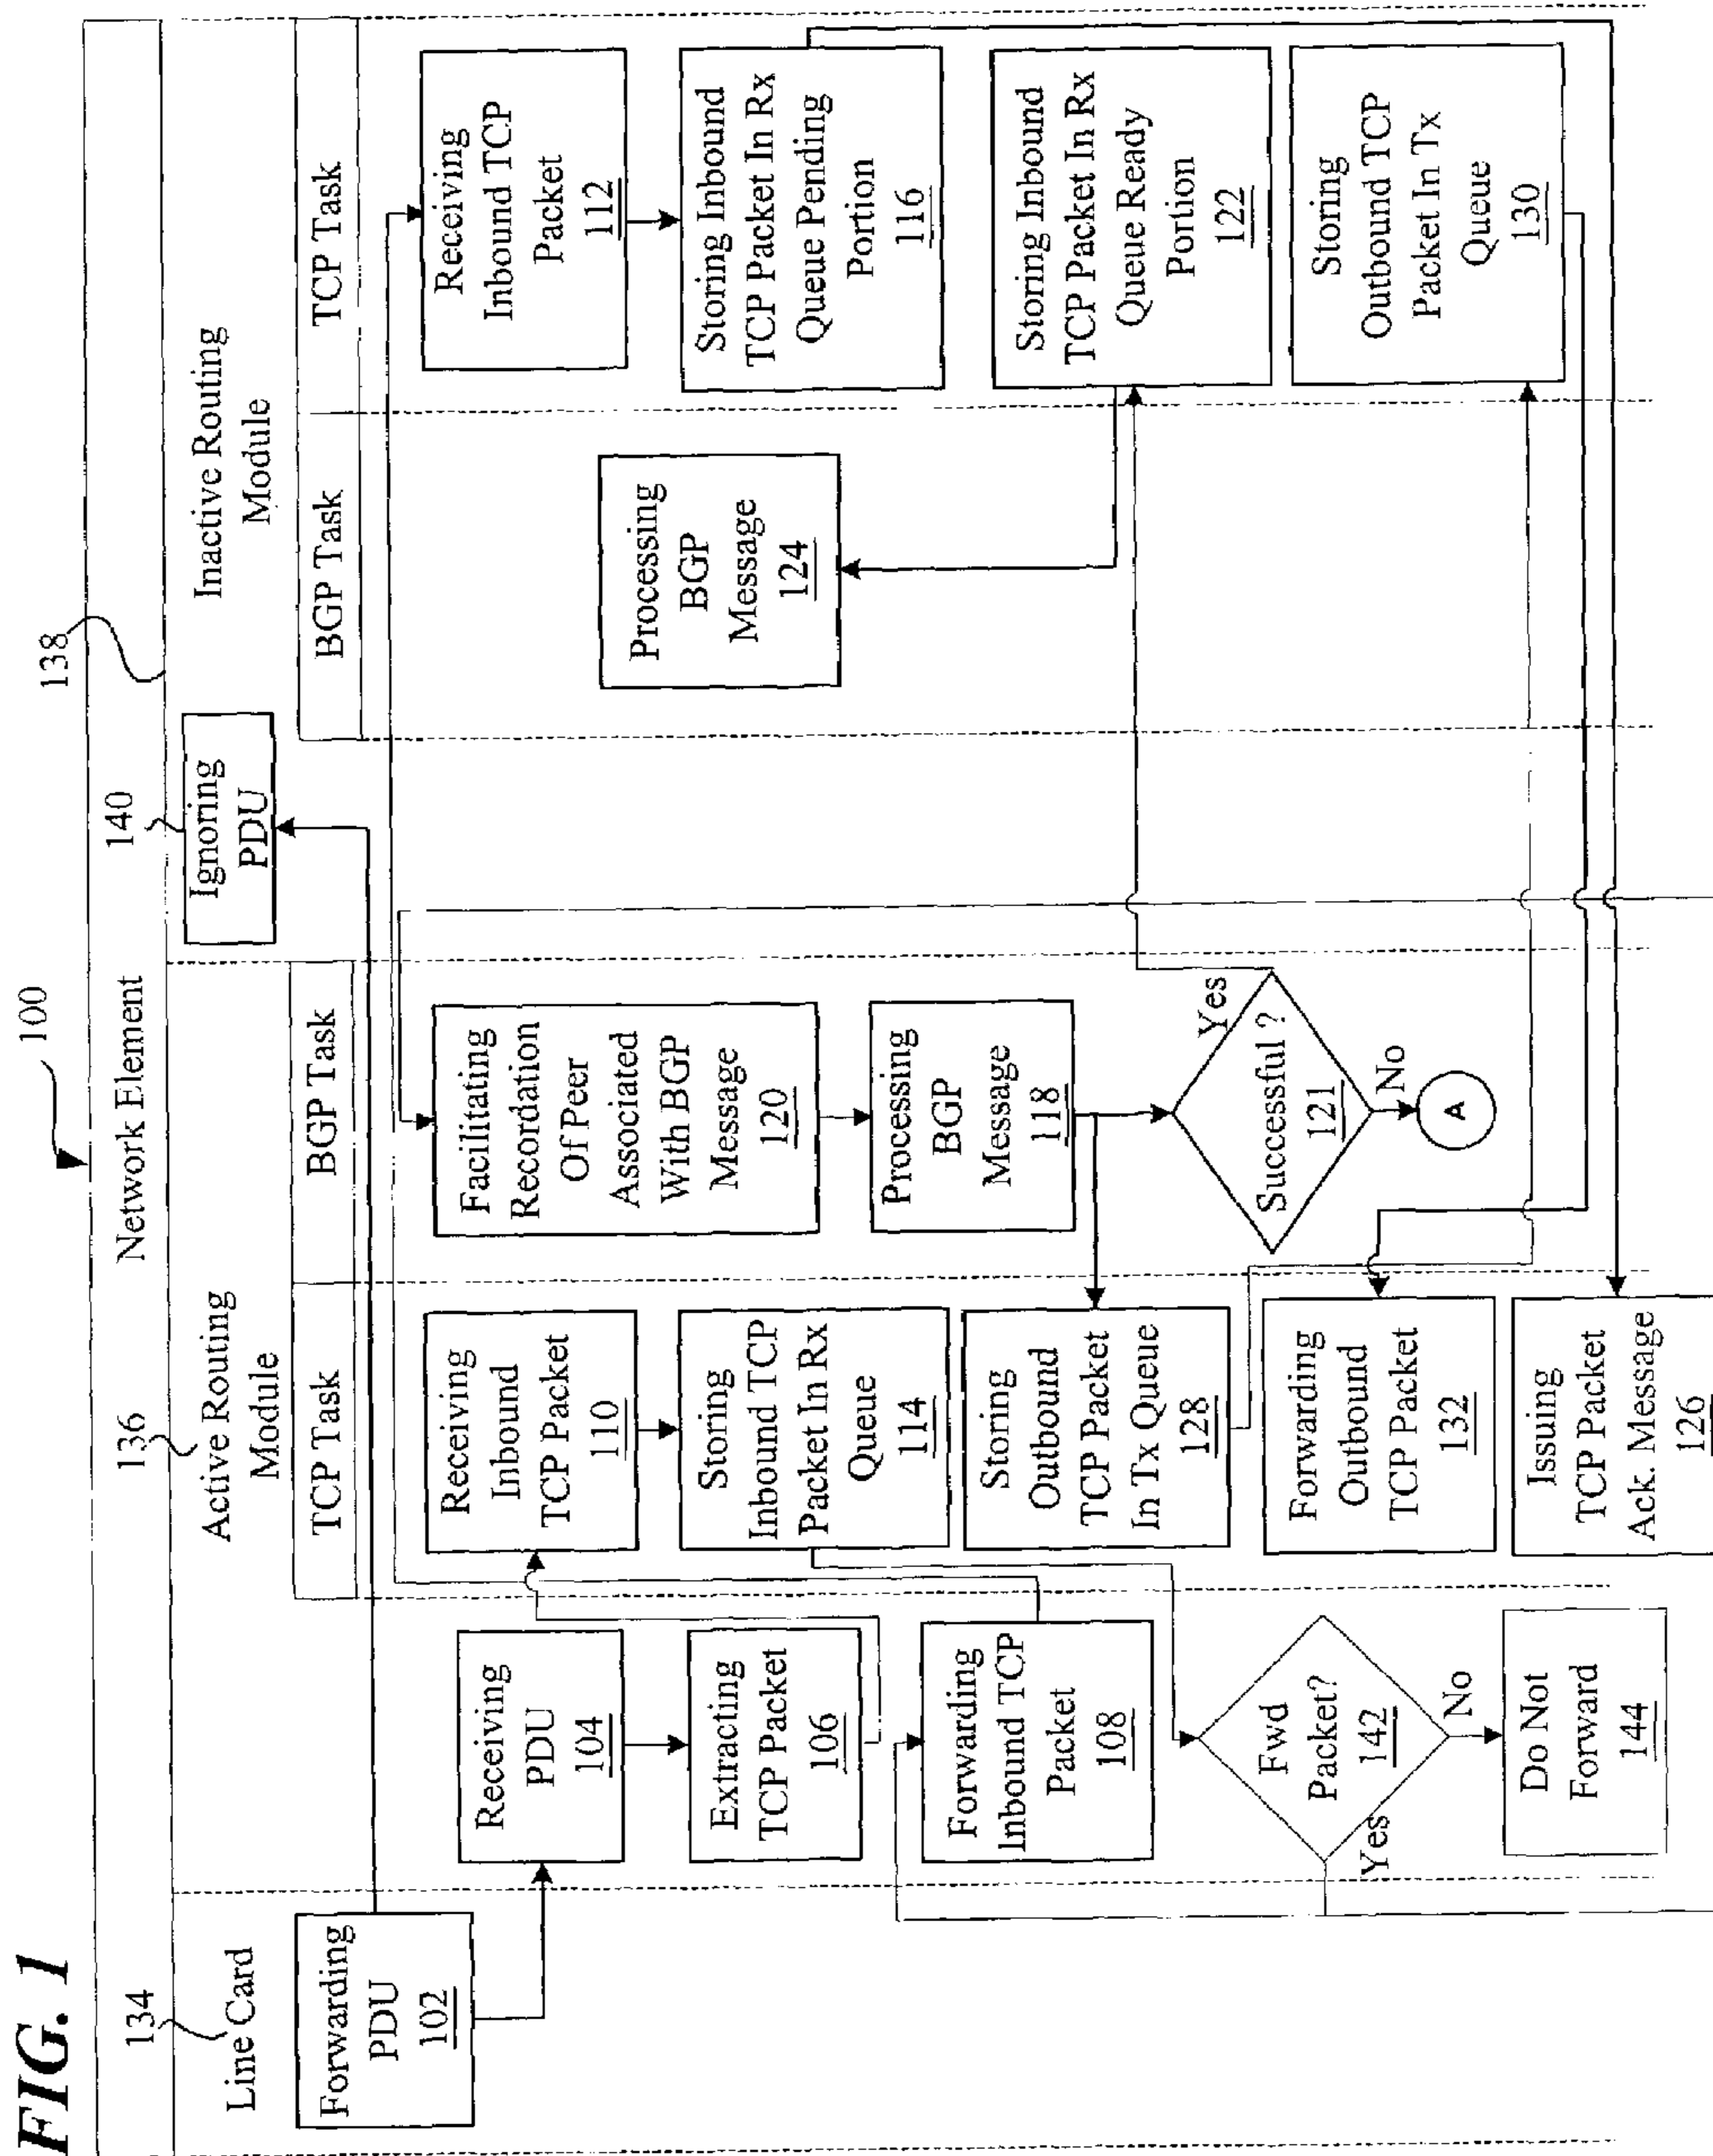 FIG. 1
100
Network Element
134
Line Card
136
Active Routing
Module
138
Inactive Routing
Module
140
Ignoring
PDU
TCP Task
BGP Task
BGP Task
TCP Task
Forwarding
PDU
102
Receiving
PDU
104
Extracting
TCP Packet
106
Forwarding
Inbound TCP
Packet
108
Fwd
Packet?
142
Yes
No
Do Not
Forward
144
Receiving
Inbound
TCP Packet
110
Storing
Inbound TCP
Packet In Rx
Queue
114
Storing
Outbound
TCP Packet
In Tx Queue
128
Forwarding
Outbound
TCP Packet
132
Issuing
TCP Packet
Ack. Message
126
Facilitating
Recordation
Of Peer
Associated
With BGP
Message
120
Processing
BGP
Message
118
Successful ?
121
Yes
No
A
Processing
BGP
Message
124
Receiving
Inbound TCP
Packet
112
Storing Inbound
TCP Packet In Rx
Queue Pending
Portion
116
Storing Inbound
TCP Packet In Rx
Queue Ready
Portion
122
Storing
Outbound TCP
Packet In Tx
Queue
130